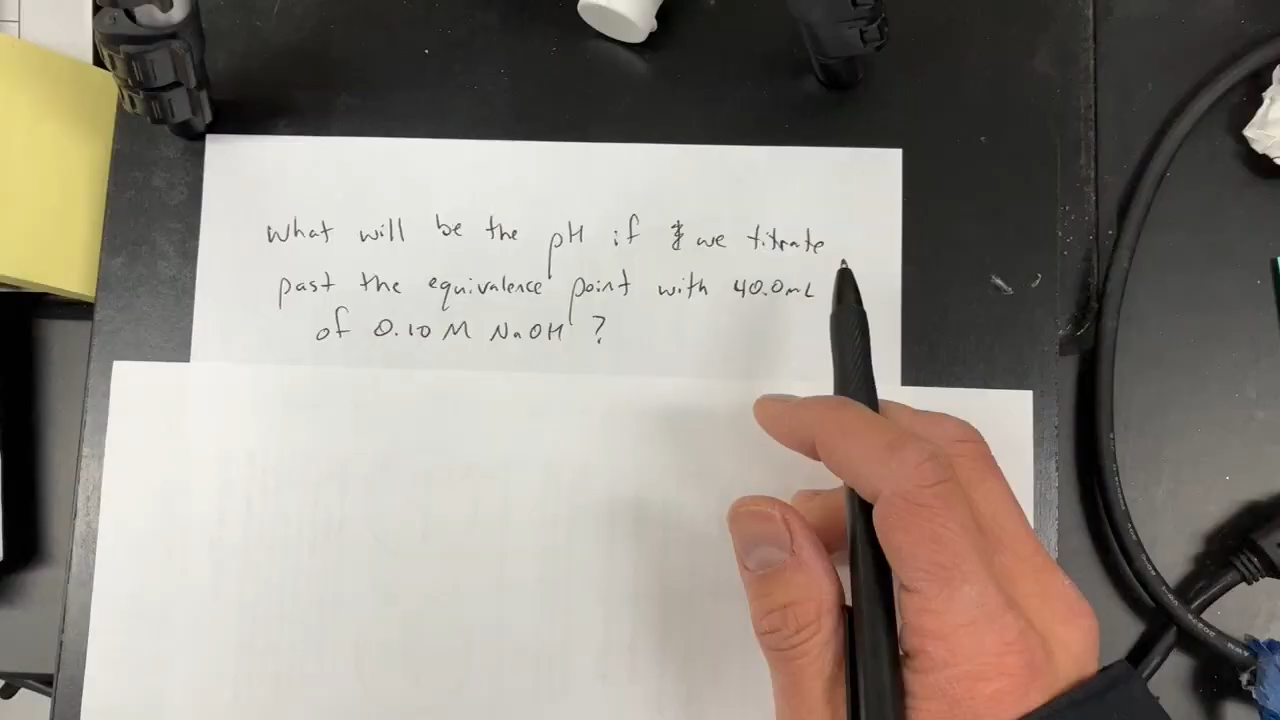 What will be the pH if we titrate
past the equivalence point with 40.0mL
of 0.10 M NaOH ?